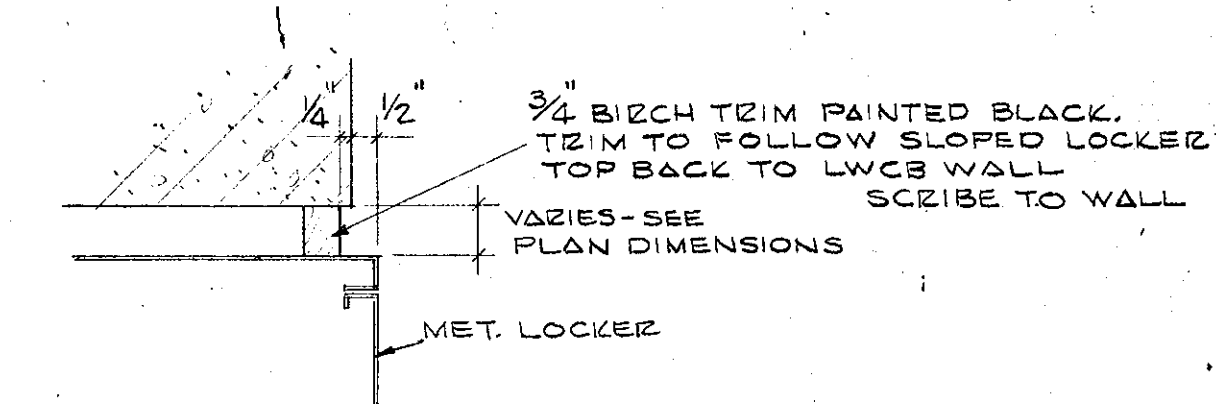 1/4" 1/2"
3/4" BIRCH TRIM PAINTED BLACK.
TRIM TO FOLLOW SLOPED LOCKER
TOP BACK TO LWCB WALL
SCRIBE TO WALL
VARIES-SEE
PLAN DIMENSIONS
MET. LOCKER